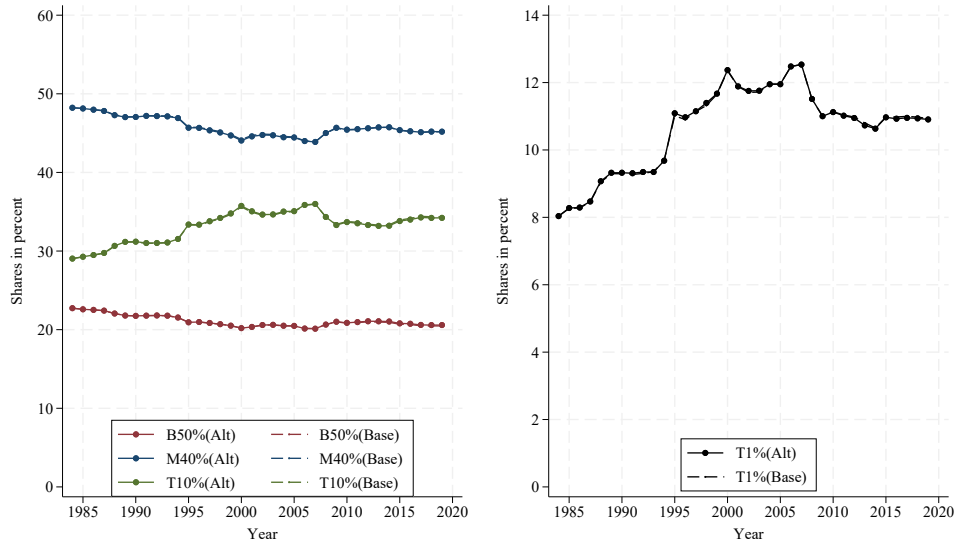 60
50
40
30
20
10
0
Shares in percent
1985 1990 1995 2000 2005 2010 2015 2020
Year
B50%(Alt) B50%(Base)
M40%(Alt) M40%(Base)
T10%(Alt) T10%(Base)
14
12
10
8
6
4
2
0
Shares in percent
1985 1990 1995 2000 2005 2010 2015 2020
Year
T1%(Alt)
T1%(Base)